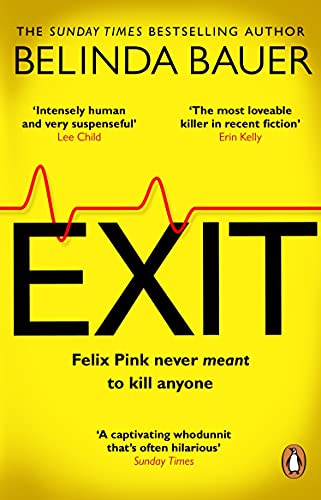 THE SUNDAY TIMES BESTSELLING AUTHOR
BELINDA BAUER
‘Intensely human
and very suspenseful’
Lee Child
‘The most loveable
killer in recent fiction’
Erin Kelly
EXIT
Felix Pink never meant
to kill anyone
‘A captivating whodunnit
that’s often hilarious’
Sunday Times